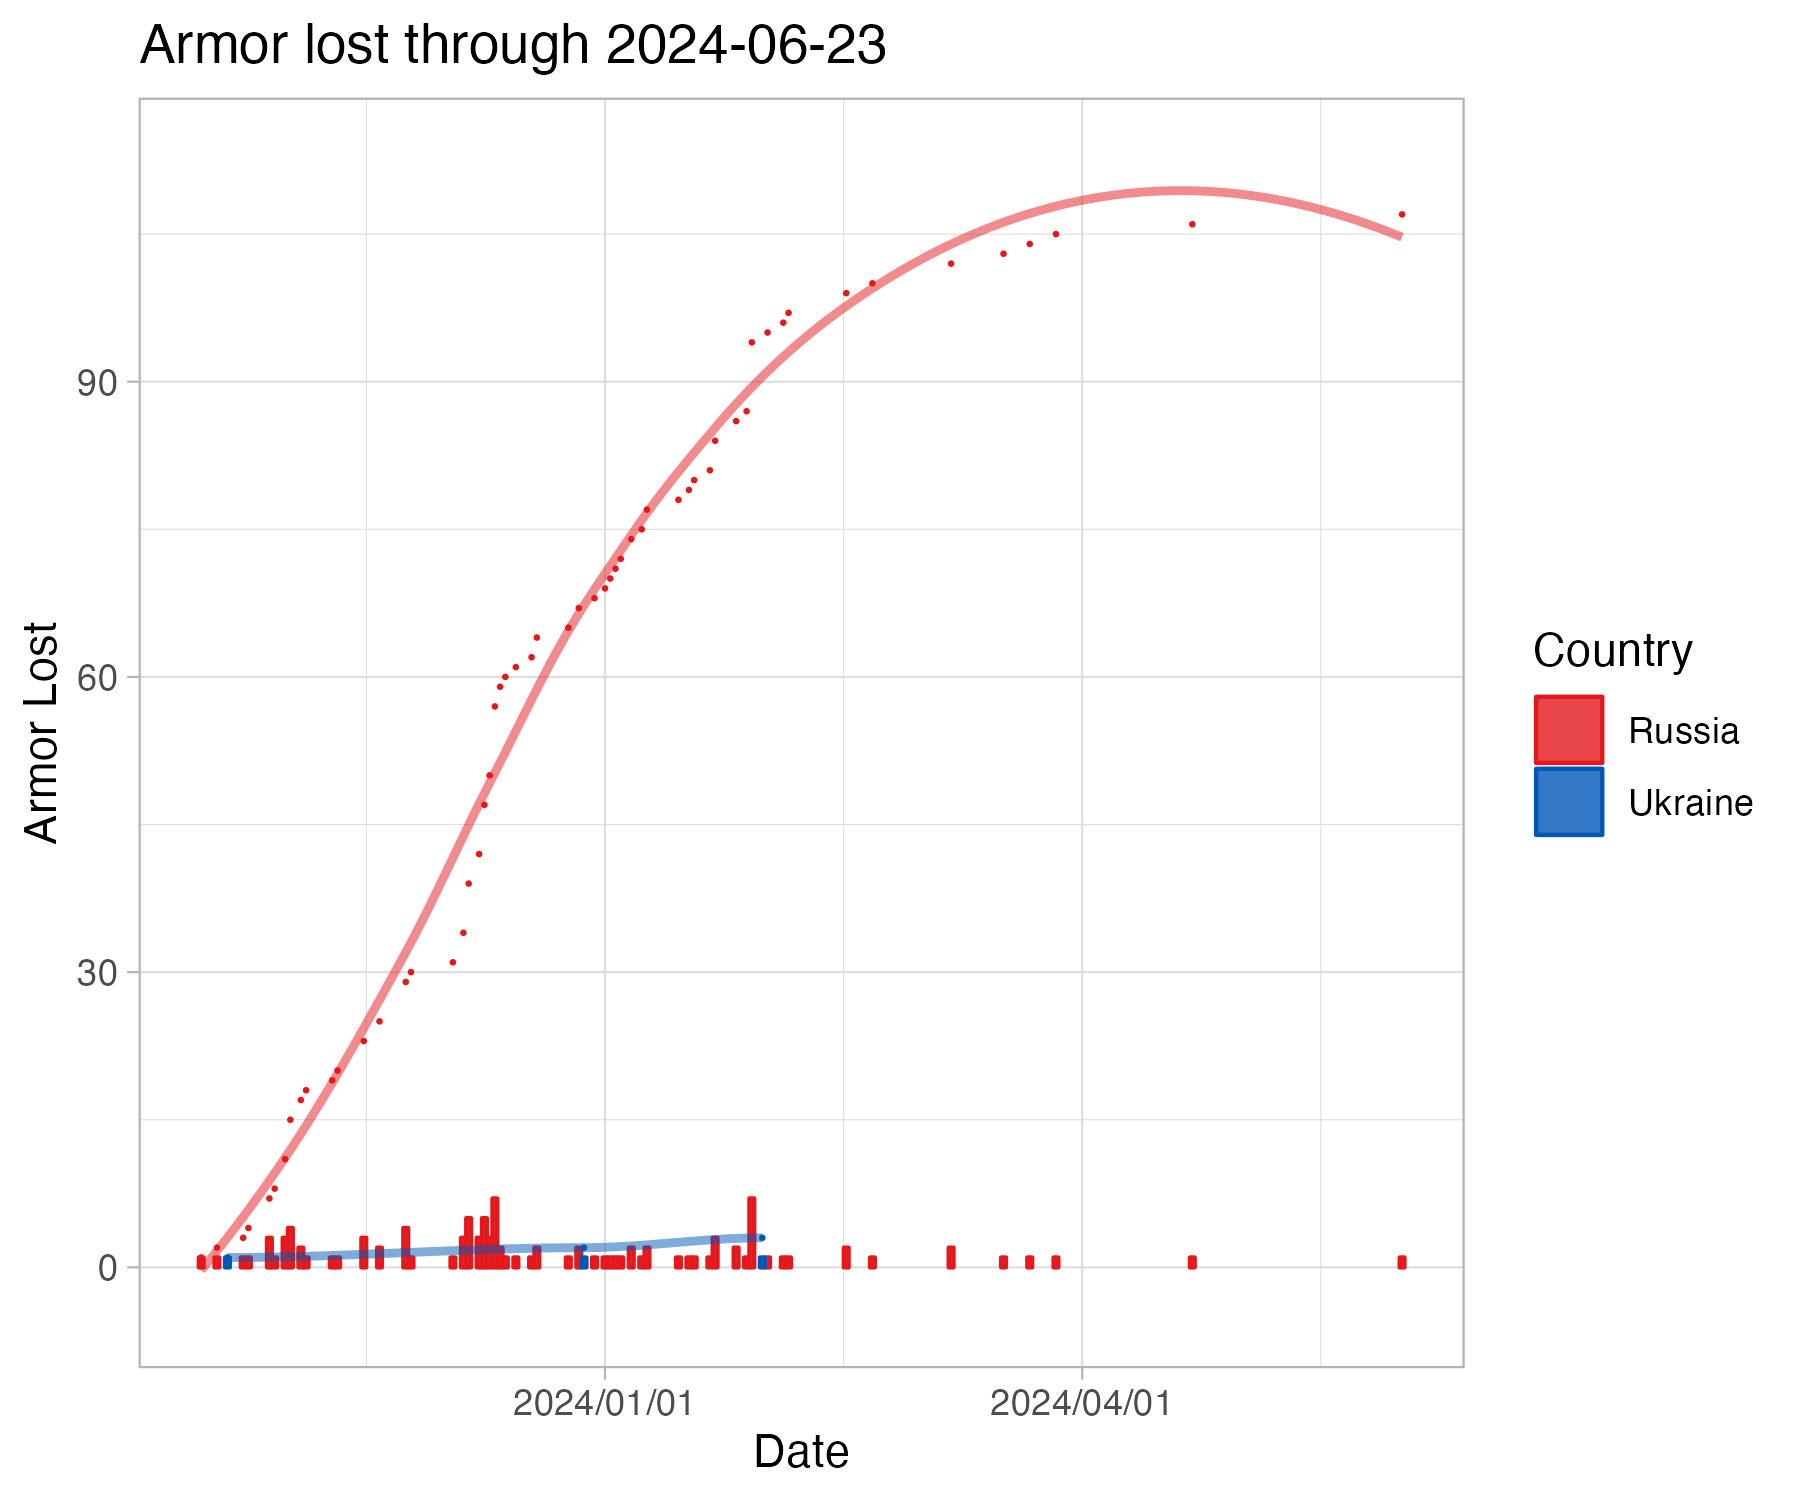 Armor lost through 2024-06-23
Armor Lost
90
60
30
0
2024/01/01 2024/04/01
Date
Country
Russia
Ukraine